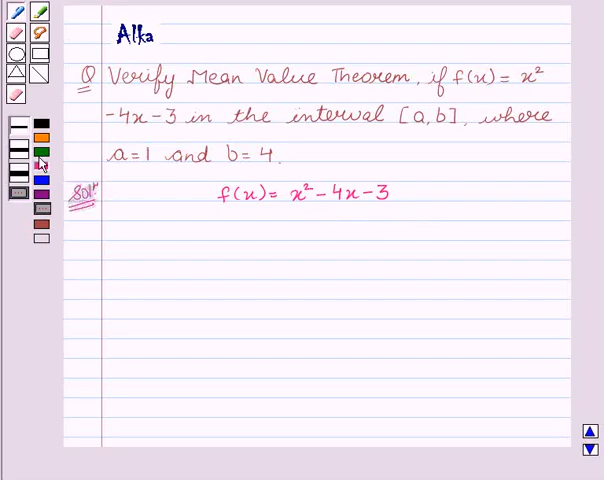 Alka
Q Verify Mean Value Theorem, if f(x) = x²
-4x-3 in the interval [a,b], where
a=1 and b=4.
Solⁿ f(x)= x²-4x-3